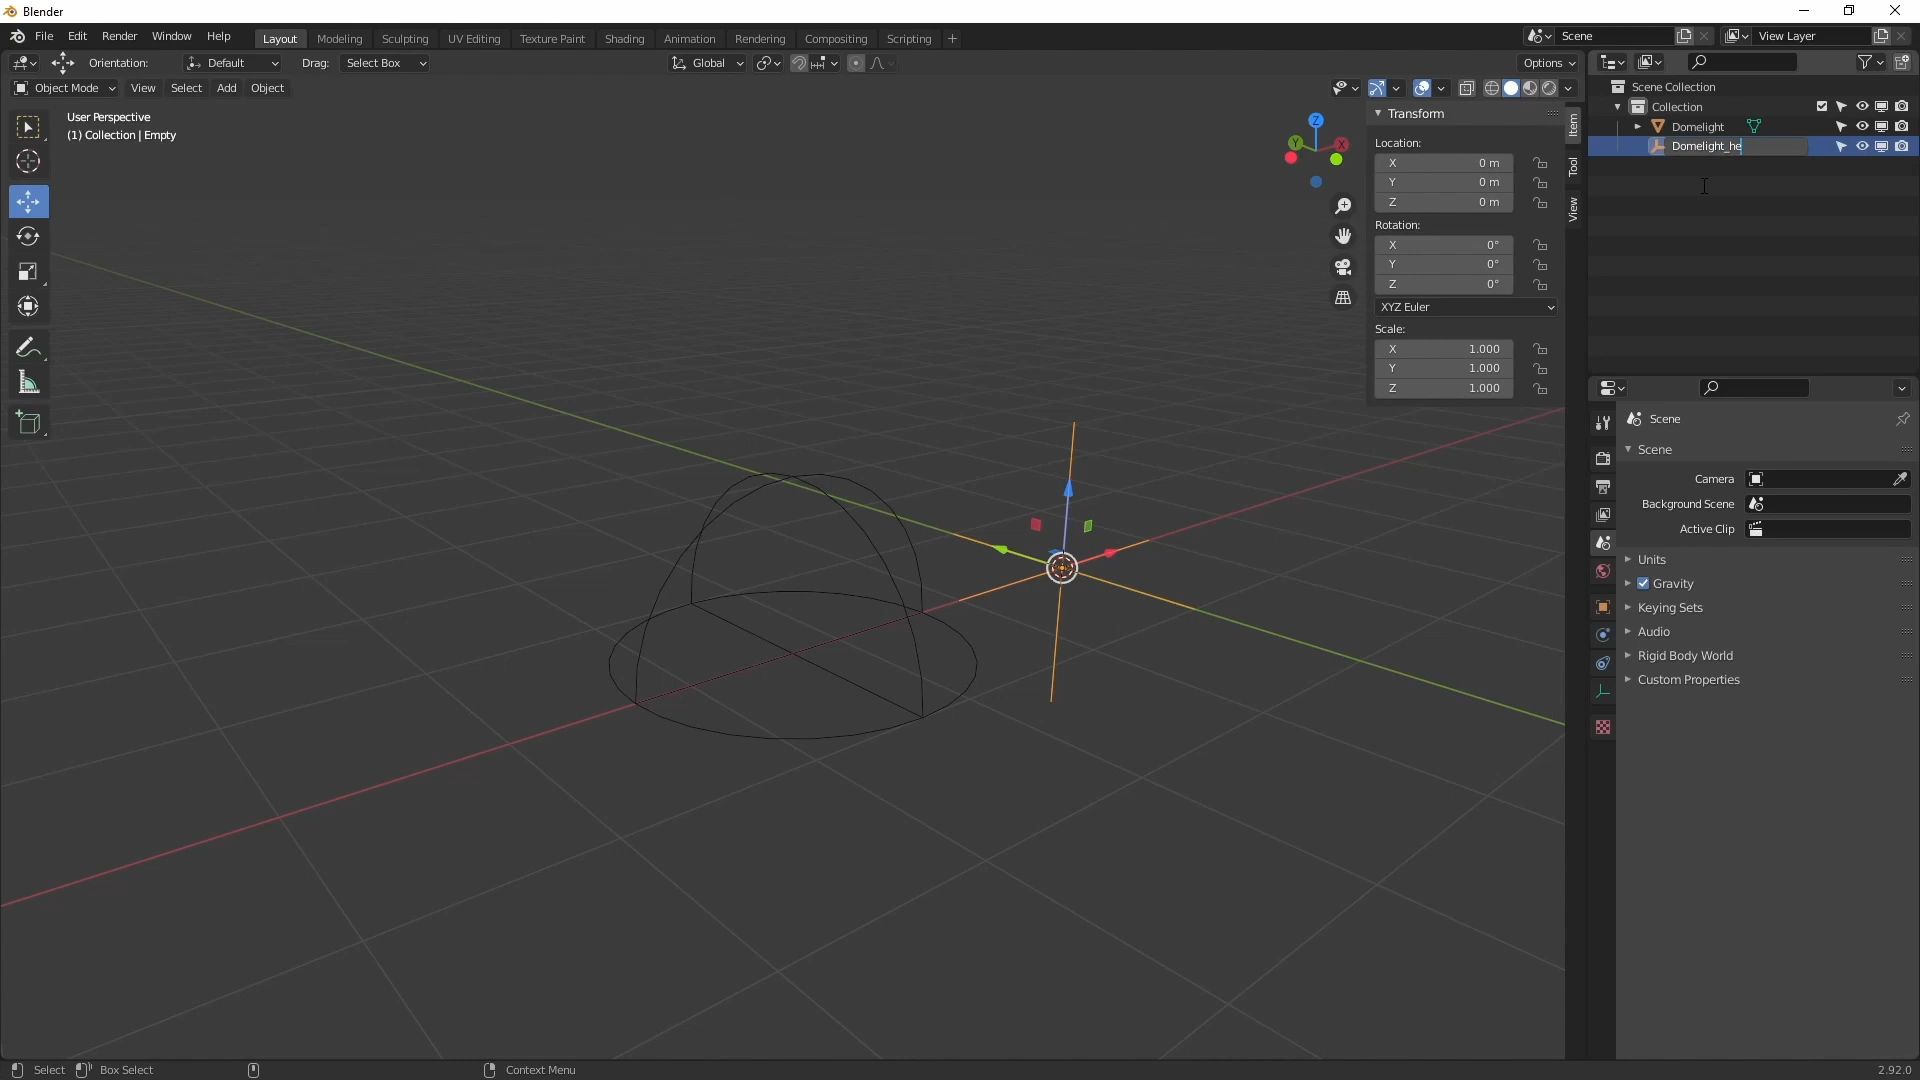 Blender
File Edit Render Window Help
Layout Modeling Sculpting UV Editing Texture Paint Shading Animation Rendering Compositing Scripting +
Scene
View Layer
Orientation: Default Drag: Select Box
Global
Options
Object Mode View Select Add Object
User Perspective
(1) Collection | Empty
Z
Y
X
Transform
Location:
X 0 m
Y 0 m
Z 0 m
Rotation:
X 0°
Y 0°
Z 0°
XYZ Euler
Scale:
X 1.000
Y 1.000
Z 1.000
Item
Tool
View
Scene Collection
Collection
Domelight
Domelight_he
Scene
Scene
Camera
Background Scene
Active Clip
Units
Gravity
Keying Sets
Audio
Rigid Body World
Custom Properties
Select Box Select Context Menu 2.92.0